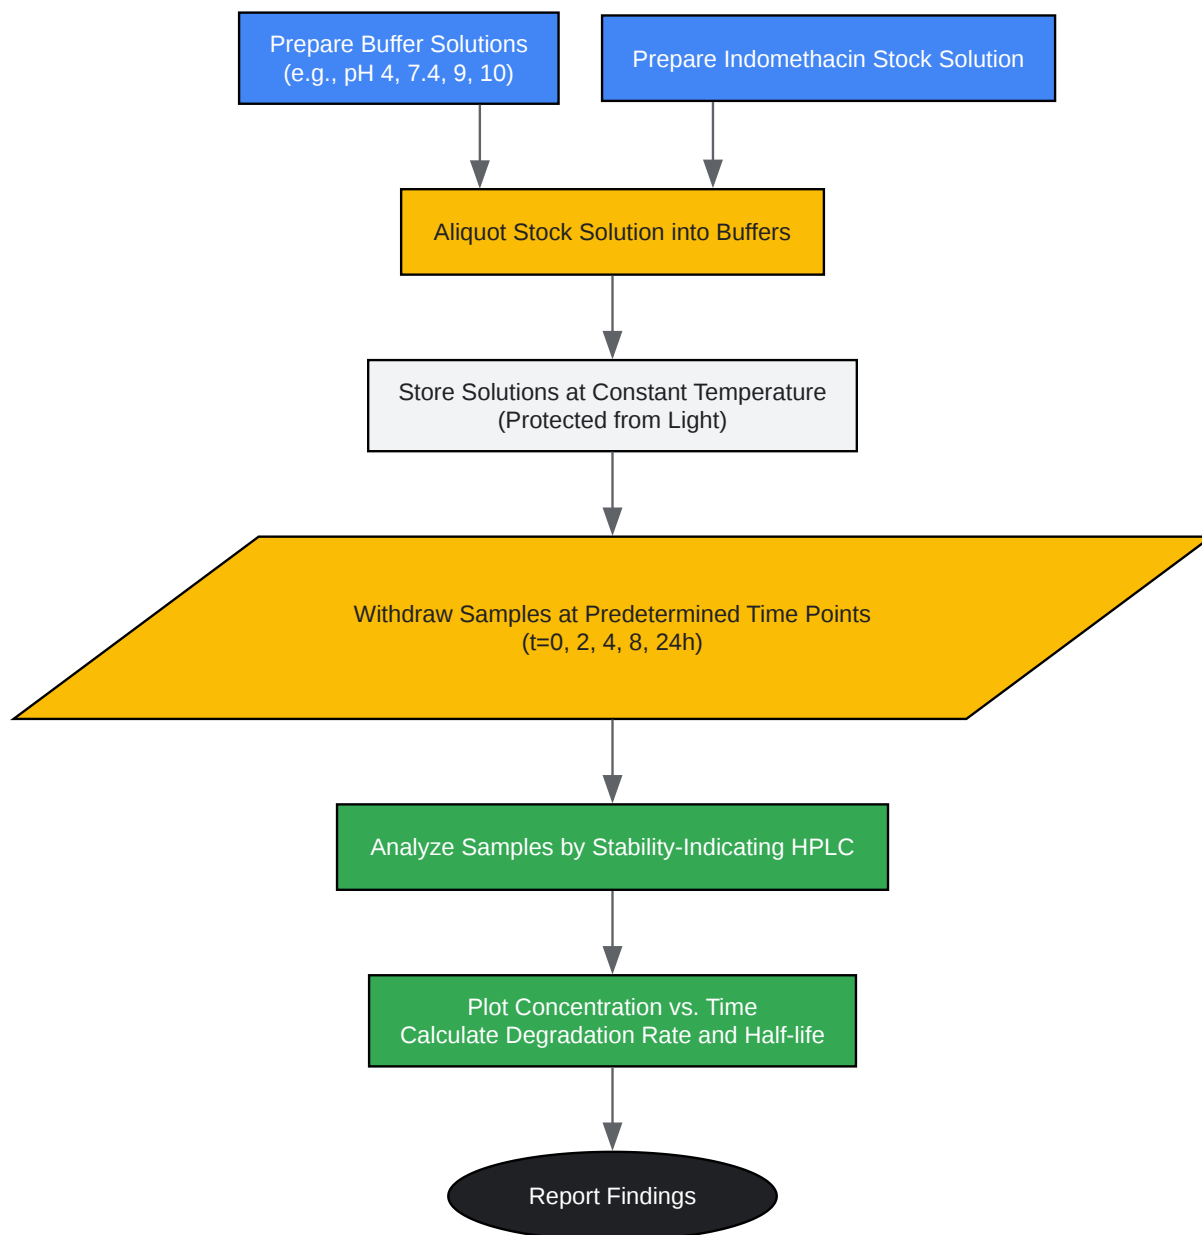 Prepare Buffer Solutions
(e.g., pH 4, 7.4, 9, 10)
Prepare Indomethacin Stock Solution
Aliquot Stock Solution into Buffers
Store Solutions at Constant Temperature
(Protected from Light)
Withdraw Samples at Predetermined Time Points
(t=0, 2, 4, 8, 24h)
Analyze Samples by Stability-Indicating HPLC
Plot Concentration vs. Time
Calculate Degradation Rate and Half-life
Report Findings